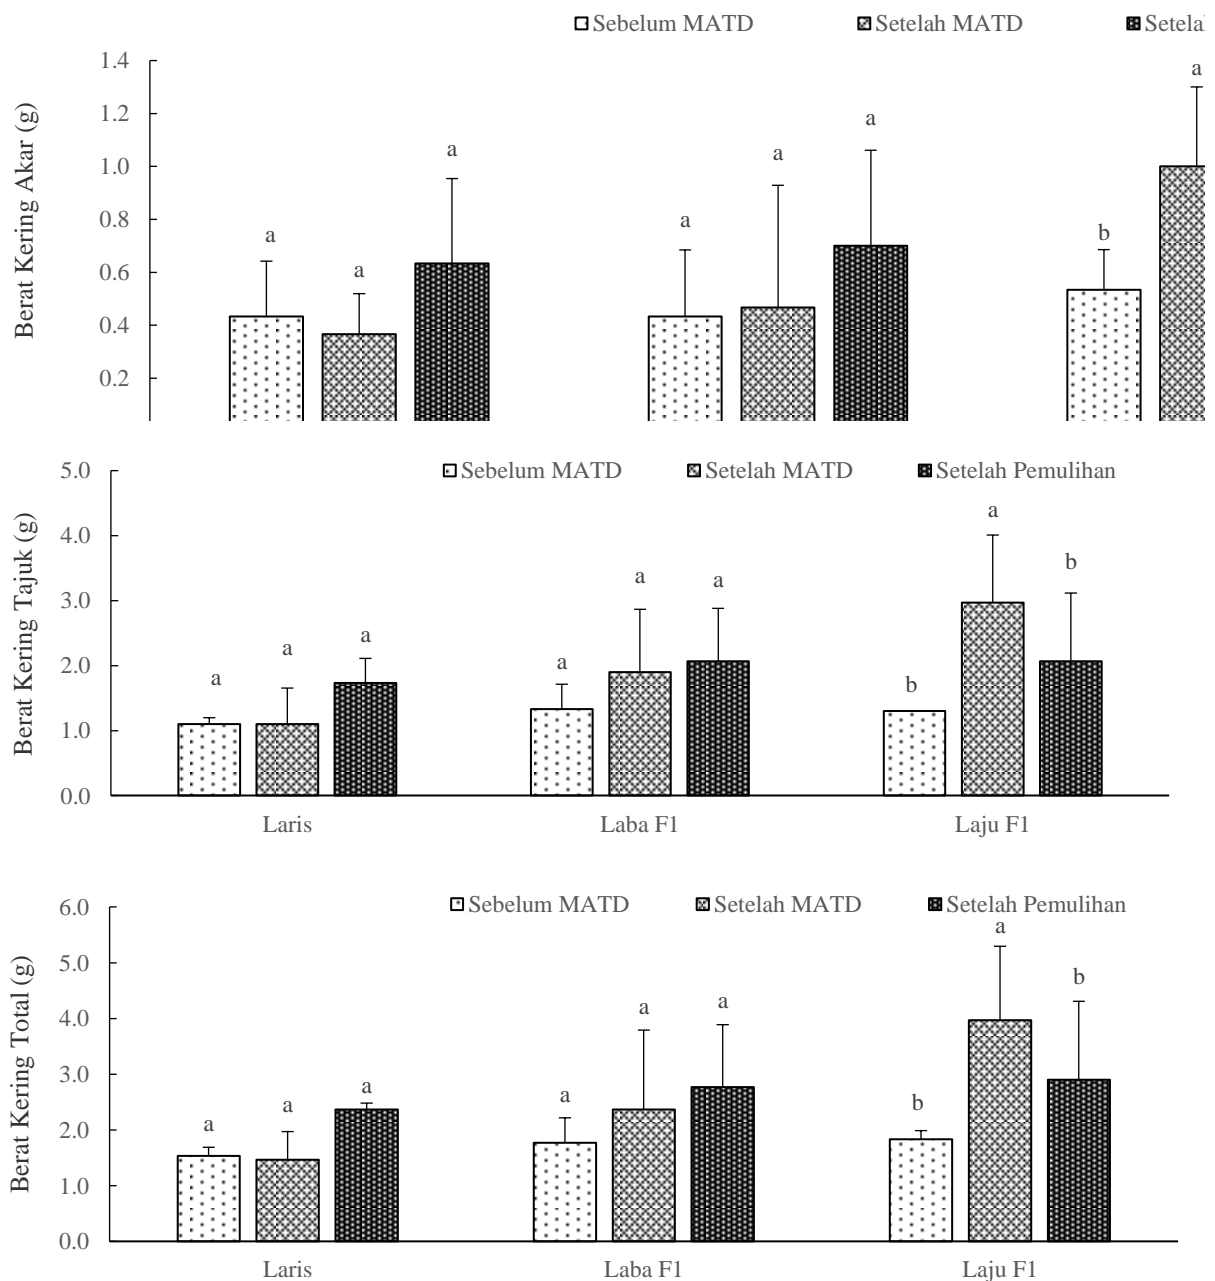 Sebelum MATD Setelah MATD
Berat Kering Akar (g)
1.4
1.2
1.0
0.8
0.6
0.4
0.2
a a a
a a a
b a
Sebelum MATD Setelah MATD Setelah Pemulihan
Berat Kering Tajuk (g)
5.0
4.0
3.0
2.0
1.0
0.0
a a a
a a a
b a b
Laris Laba F1 Laju F1
Sebelum MATD Setelah MATD Setelah Pemulihan
Berat Kering Total (g)
6.0
5.0
4.0
3.0
2.0
1.0
0.0
a a a
a a a
b a b
Laris Laba F1 Laju F1